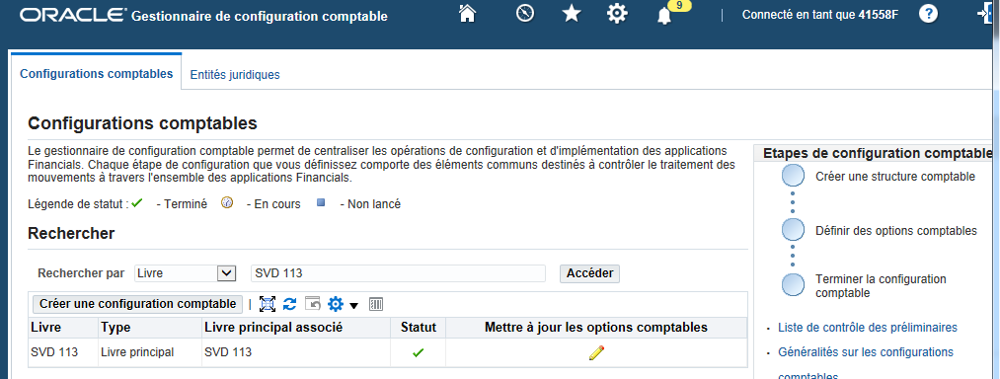 ORACLE Gestionnaire de configuration comptable
9
Connecté en tant que 41558F
?
Configurations comptables
Entités juridiques
Configurations comptables
Le gestionnaire de configuration comptable permet de centraliser les opérations de configuration et d'implémentation des applications
Financials. Chaque étape de configuration que vous définissez comporte des éléments communs destinés à contrôler le traitement des
mouvements à travers l'ensemble des applications Financials.
Légende de statut : - Terminé - En cours - Non lancé
Rechercher
Rechercher par Livre SVD 113 Accéder
Créer une configuration comptable
Livre Type Livre principal associé Statut Mettre à jour les options comptables
SVD 113 Livre principal SVD 113
Etapes de configuration comptable
Créer une structure comptable
Définir des options comptables
Terminer la configuration
comptable
Liste de contrôle des préliminaires
Généralités sur les configurations
comptables